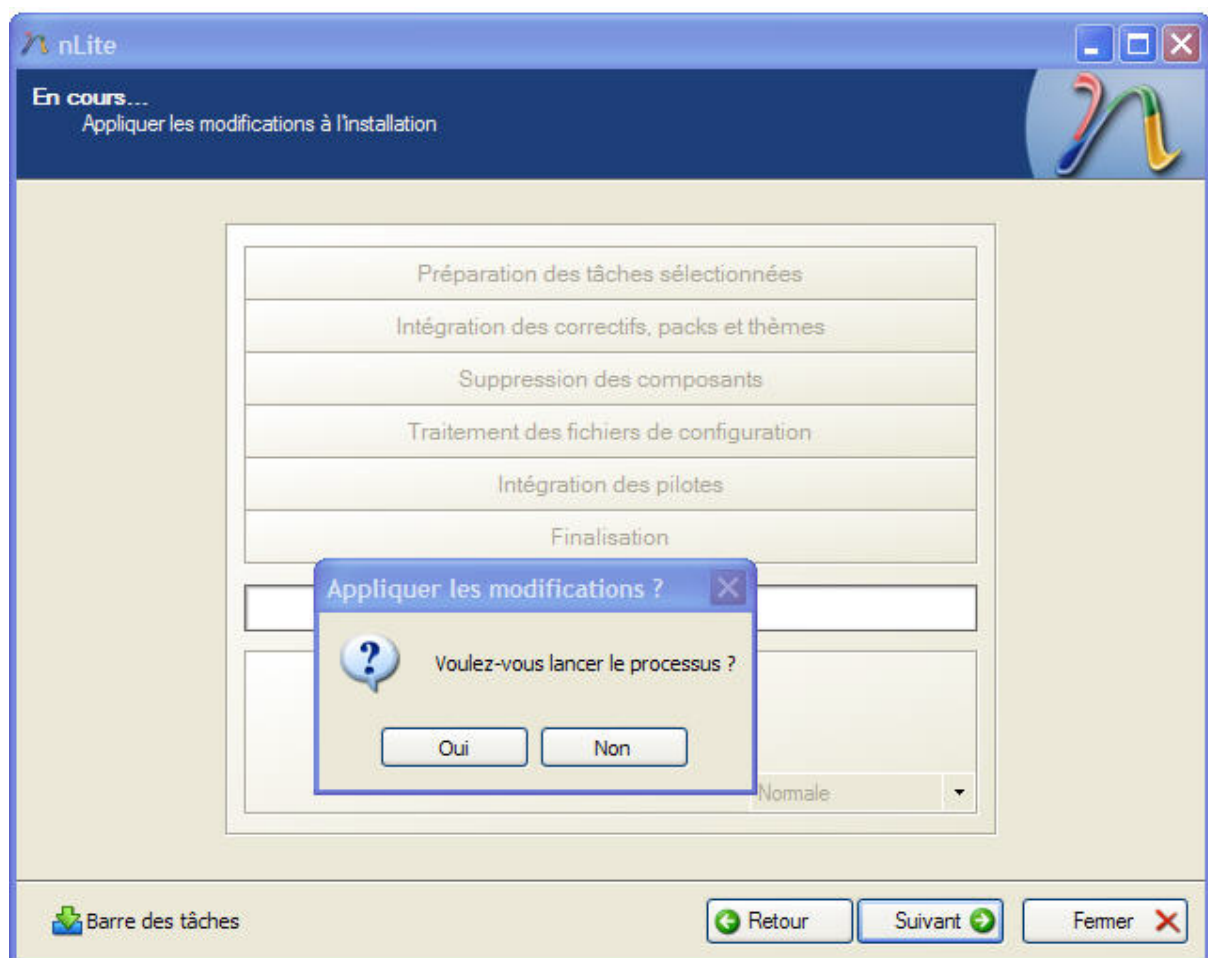 nLite
En cours...
Appliquer les modifications à l'installation
Préparation des tâches sélectionnées
Intégration des correctifs, packs et thèmes
Suppression des composants
Traitement des fichiers de configuration
Intégration des pilotes
Finalisation
Appliquer les modifications ?
Voulez-vous lancer le processus ?
Oui Non
Normale
Barre des tâches Retour Suivant Fermer